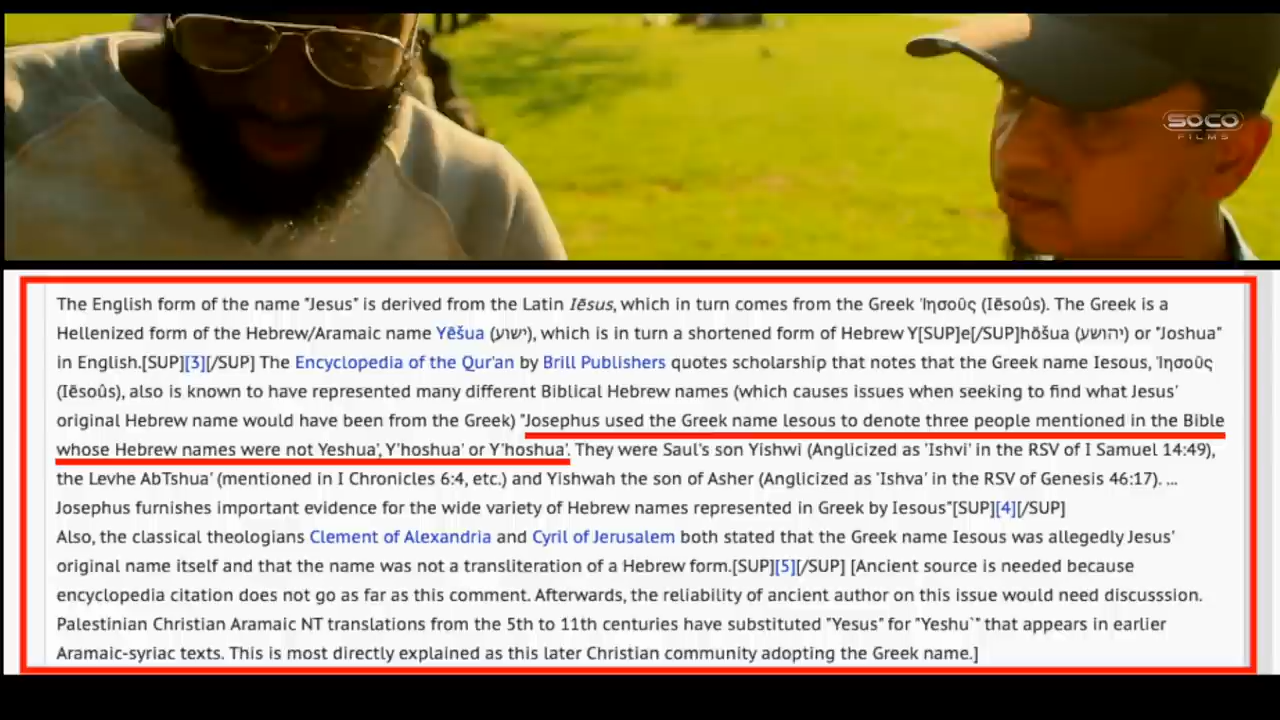 SOCO
FILMS
The English form of the name "Jesus" is derived from the Latin Iēsus, which in turn comes from the Greek Ἰησοῦς (Iēsoûs). The Greek is a
Hellenized form of the Hebrew/Aramaic name Yēšua (ישוע), which is in turn a shortened form of Hebrew Y[SUP]e[/SUP]hōšua (יהושע) or "Joshua"
in English.[SUP][3][/SUP] The Encyclopedia of the Qur'an by Brill Publishers quotes scholarship that notes that the Greek name Iesous, Ἰησοῦς
(Iēsoûs), also is known to have represented many different Biblical Hebrew names (which causes issues when seeking to find what Jesus'
original Hebrew name would have been from the Greek) "Josephus used the Greek name Iesous to denote three people mentioned in the Bible
whose Hebrew names were not Yeshua', Y'hoshua' or Y'hoshua'. They were Saul's son Yishwi (Anglicized as 'Ishvi' in the RSV of I Samuel 14:49),
the Levhe AbTshua' (mentioned in I Chronicles 6:4, etc.) and Yishwah the son of Asher (Anglicized as 'Ishva' in the RSV of Genesis 46:17). ...
Josephus furnishes important evidence for the wide variety of Hebrew names represented in Greek by Iesous"[SUP][4][/SUP]
Also, the classical theologians Clement of Alexandria and Cyril of Jerusalem both stated that the Greek name Iesous was allegedly Jesus'
original name itself and that the name was not a transliteration of a Hebrew form.[SUP][5][/SUP] [Ancient source is needed because
encyclopedia citation does not go as far as this comment. Afterwards, the reliability of ancient author on this issue would need discusssion.
Palestinian Christian Aramaic NT translations from the 5th to 11th centuries have substituted "Yesus" for "Yeshu`" that appears in earlier
Aramaic-syriac texts. This is most directly explained as this later Christian community adopting the Greek name.]